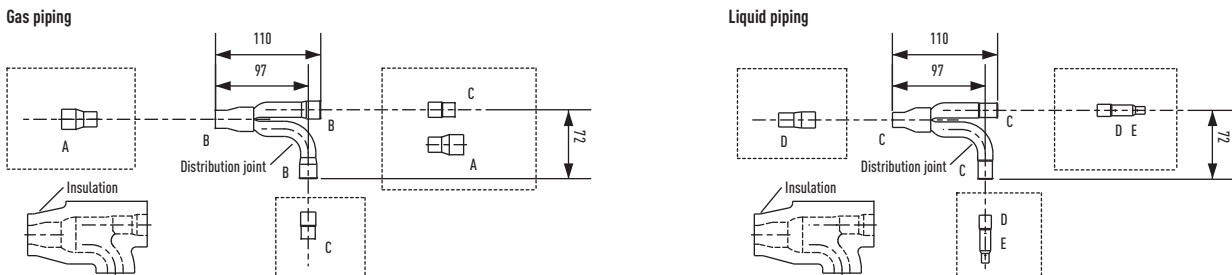 Gas piping
110
97
C
B
B
A
A
72
Distribution joint
B
Insulation
C
Liquid piping
110
97
C
C
D E
D
72
Distribution joint
C
Insulation
D
E